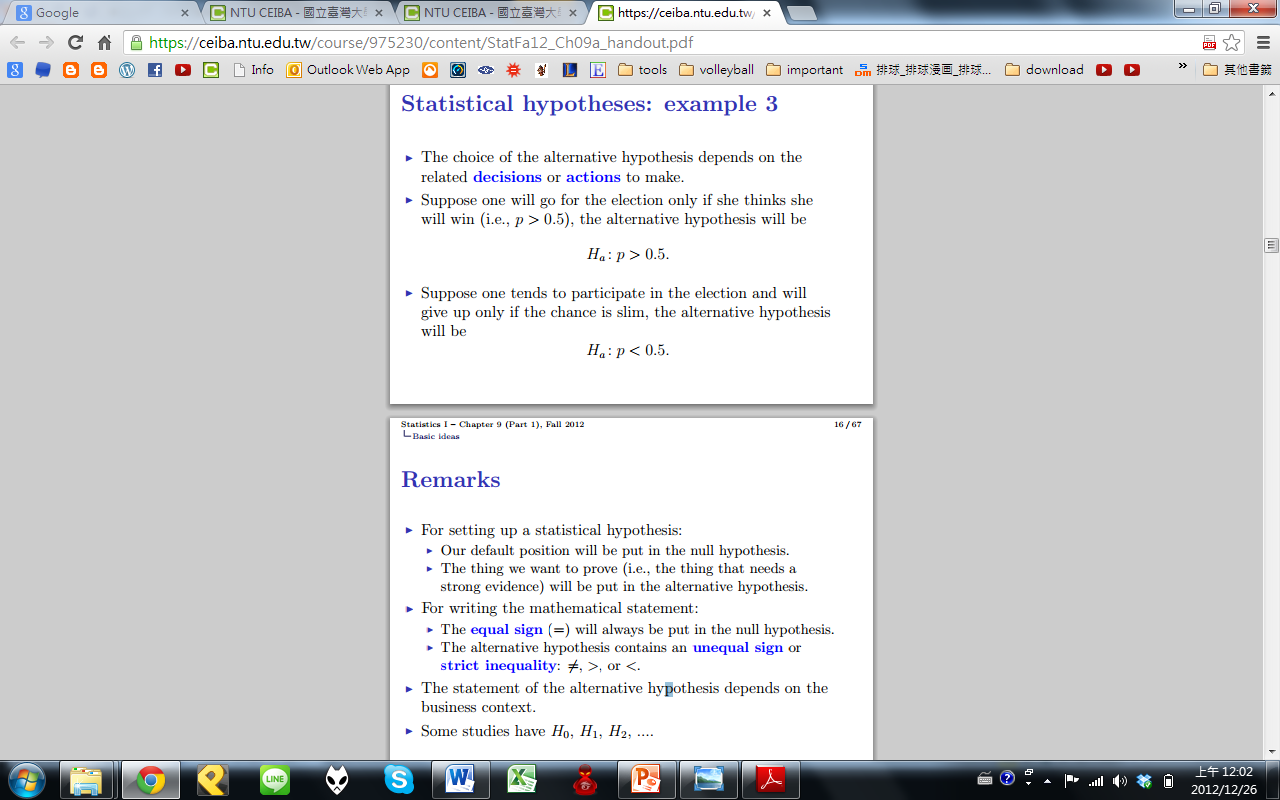 Google
NTU CEIBA - 國立臺灣大
NTU CEIBA - 國立臺灣大
https://ceiba.ntu.edu.tw/
https://ceiba.ntu.edu.tw/course/975230/content/StatFa12_Ch09a_handout.pdf
Info
Outlook Web App
tools
volleyball
important
排球_排球漫画_排球...
download
»
其他書籤
Statistical hypotheses: example 3
► The choice of the alternative hypothesis depends on the
related decisions or actions to make.
► Suppose one will go for the election only if she thinks she
will win (i.e., p > 0.5), the alternative hypothesis will be
Hₐ: p > 0.5.
► Suppose one tends to participate in the election and will
give up only if the chance is slim, the alternative hypothesis
will be
Hₐ: p < 0.5.
Statistics I – Chapter 9 (Part 1), Fall 2012 16 / 67
Basic ideas
Remarks
► For setting up a statistical hypothesis:
► Our default position will be put in the null hypothesis.
► The thing we want to prove (i.e., the thing that needs a
strong evidence) will be put in the alternative hypothesis.
► For writing the mathematical statement:
► The equal sign (=) will always be put in the null hypothesis.
► The alternative hypothesis contains an unequal sign or
strict inequality: ≠, >, or <.
► The statement of the alternative hypothesis depends on the
business context.
► Some studies have H₀, H₁, H₂, ....
上午 12:02
2012/12/26